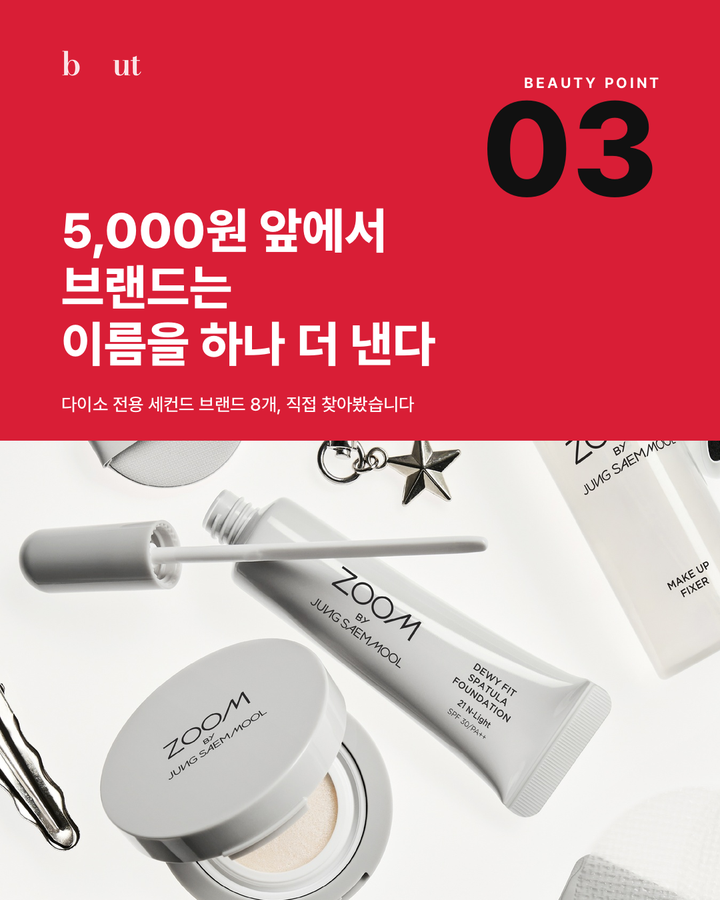 b ut
BEAUTY POINT
03
5,000원 앞에서
브랜드는
이름을 하나 더 낸다
다이소 전용 세컨드 브랜드 8개, 직접 찾아봤습니다
BY
JUNG SAEMMOOL
MAKE UP
FIXER
ZOOM
BY
JUNG SAEMMOOL
DEWY FIT
SPATULA
FOUNDATION
21 N-Light
SPF 30/PA++
ZOOM
BY
JUNG SAEMMOOL